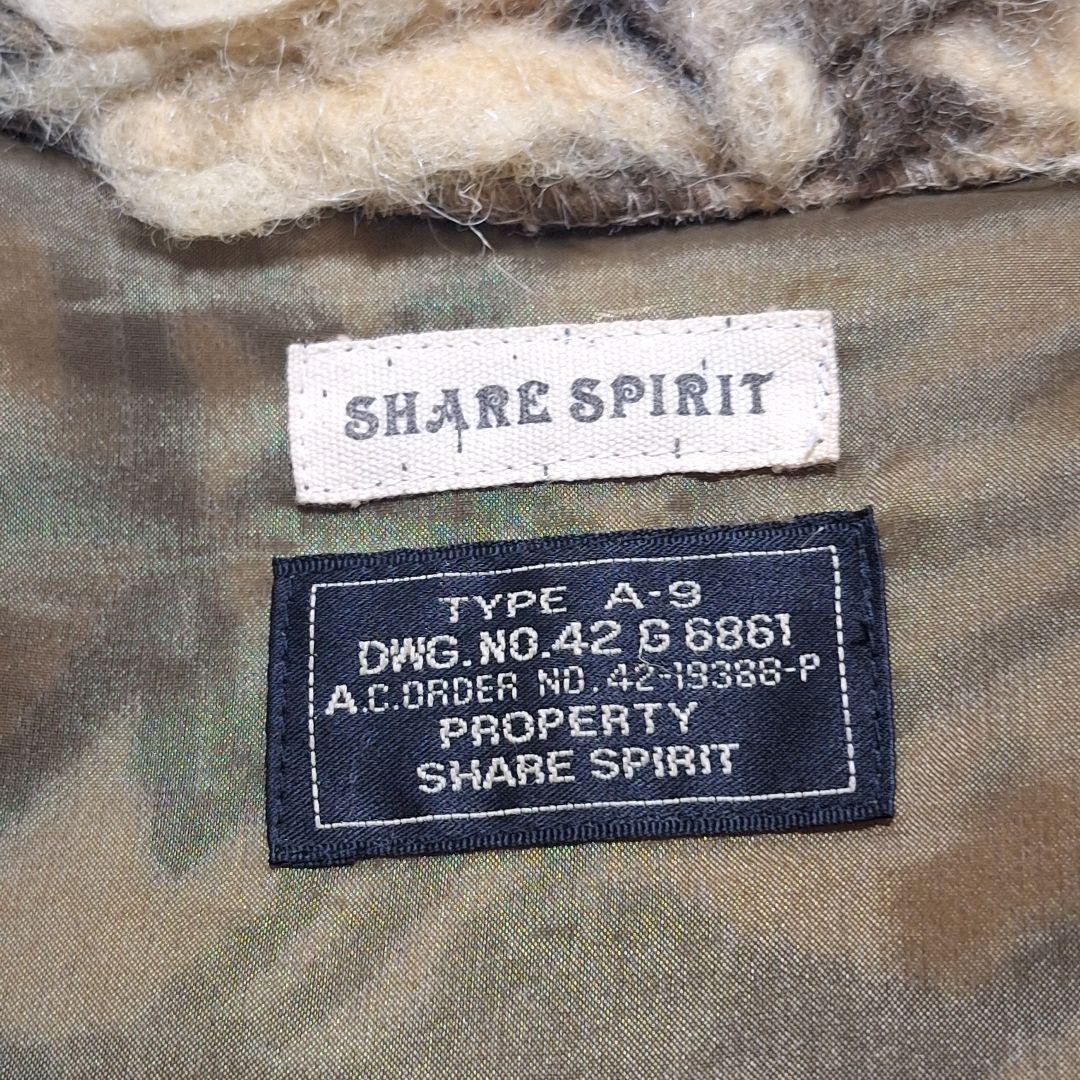 SHARE SPIRIT
TYPE A-9
DWG.NO.42 G 6861
A.C.ORDER NO.42-19388-P
PROPERTY
SHARE SPIRIT